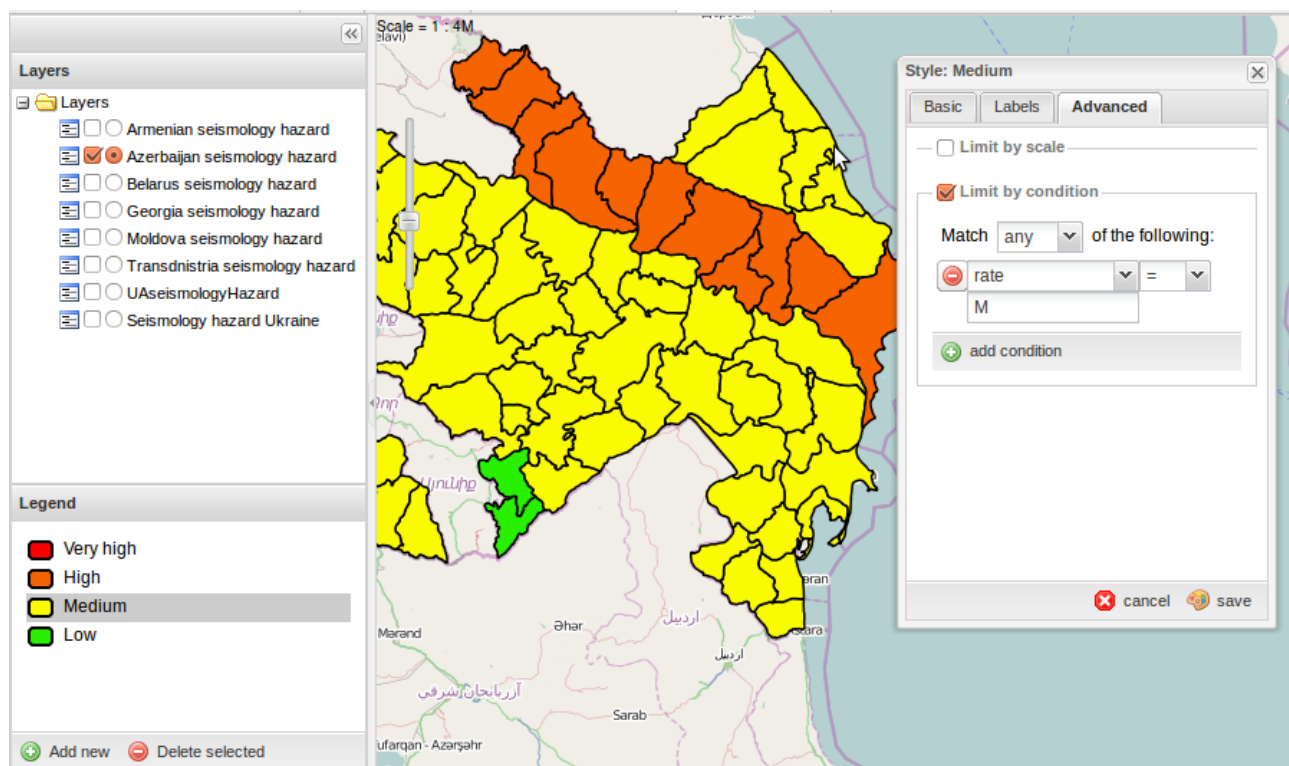 Scale = 1 : 4M
Layers
Layers
Armenian seismology hazard
Azerbaijan seismology hazard
Belarus seismology hazard
Georgia seismology hazard
Moldova seismology hazard
Transdnistria seismology hazard
UAseismologyHazard
Seismology hazard Ukraine
Legend
Very high
High
Medium
Low
Add new Delete selected
Style: Medium
Basic Labels Advanced
Limit by scale
Limit by condition
Match any of the following:
rate =
M
add condition
cancel save
Սյունիք
Mərənd
Əhər
اردبیل
اردبیل
آذربایجان شرقی
Sarab